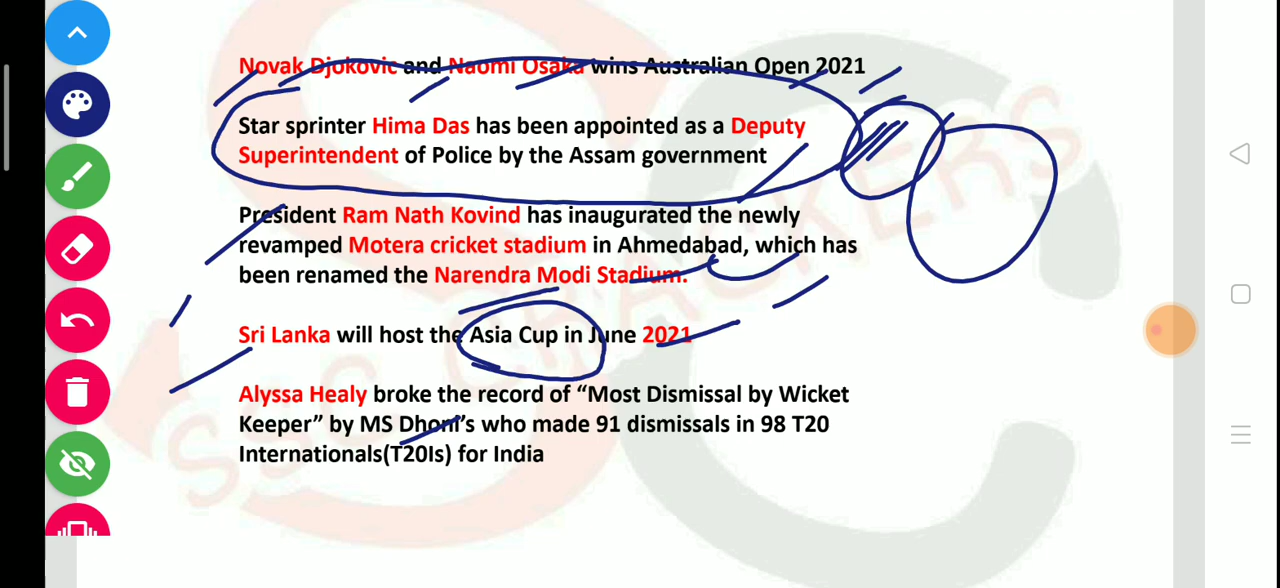 Novak Djokovic and Naomi Osaka wins Australian Open 2021
Star sprinter Hima Das has been appointed as a Deputy
Superintendent of Police by the Assam government
President Ram Nath Kovind has inaugurated the newly
revamped Motera cricket stadium in Ahmedabad, which has
been renamed the Narendra Modi Stadium.
Sri Lanka will host the Asia Cup in June 2021
Alyssa Healy broke the record of “Most Dismissal by Wicket
Keeper” by MS Dhoni’s who made 91 dismissals in 98 T20
Internationals(T20Is) for India
SSC CRACKERS